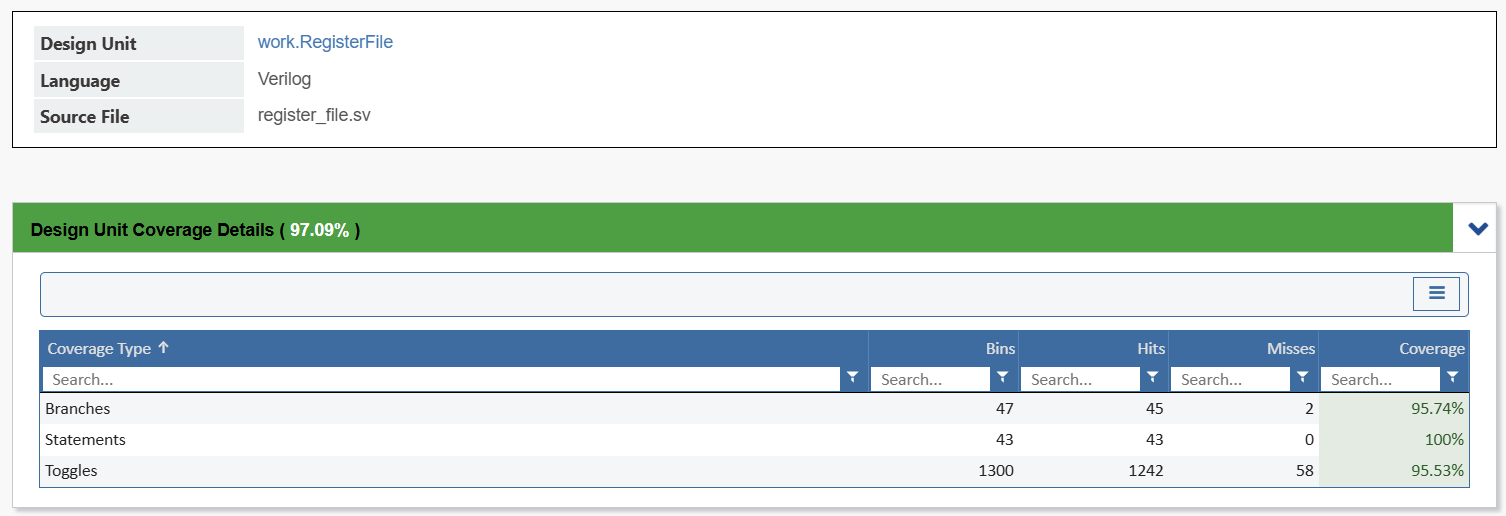 Design Unit work.RegisterFile
Language Verilog
Source File register_file.sv
Design Unit Coverage Details ( 97.09% )
Coverage Type Bins Hits Misses Coverage
Search... Search... Search... Search... Search...
Branches 47 45 2 95.74%
Statements 43 43 0 100%
Toggles 1300 1242 58 95.53%